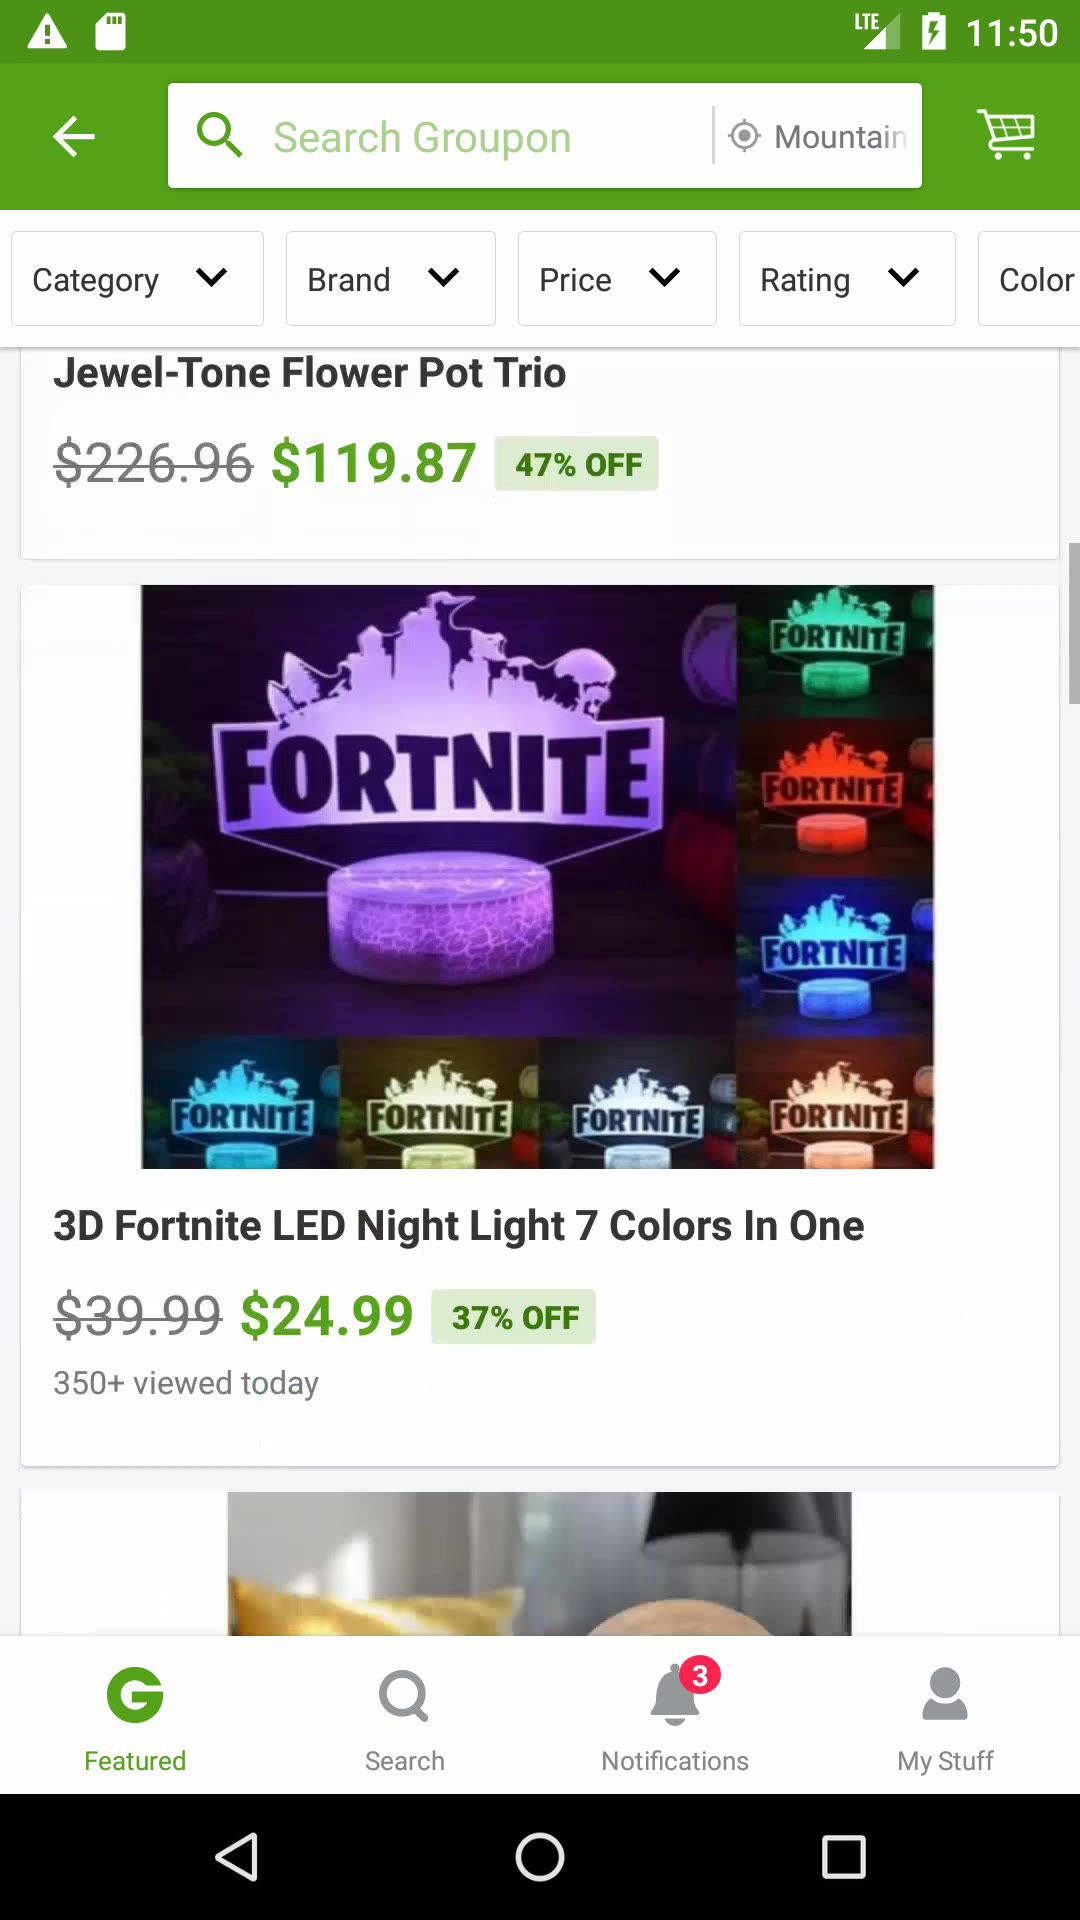 LTE 11:50
Search Groupon Mountain
Category Brand Price Rating Color
Jewel-Tone Flower Pot Trio
$226.96 $119.87 47% OFF
FORTNITE
FORTNITE
FORTNITE
FORTNITE
FORTNITE FORTNITE FORTNITE FORTNITE
3D Fortnite LED Night Light 7 Colors In One
$39.99 $24.99 37% OFF
350+ viewed today
3
Featured Search Notifications My Stuff